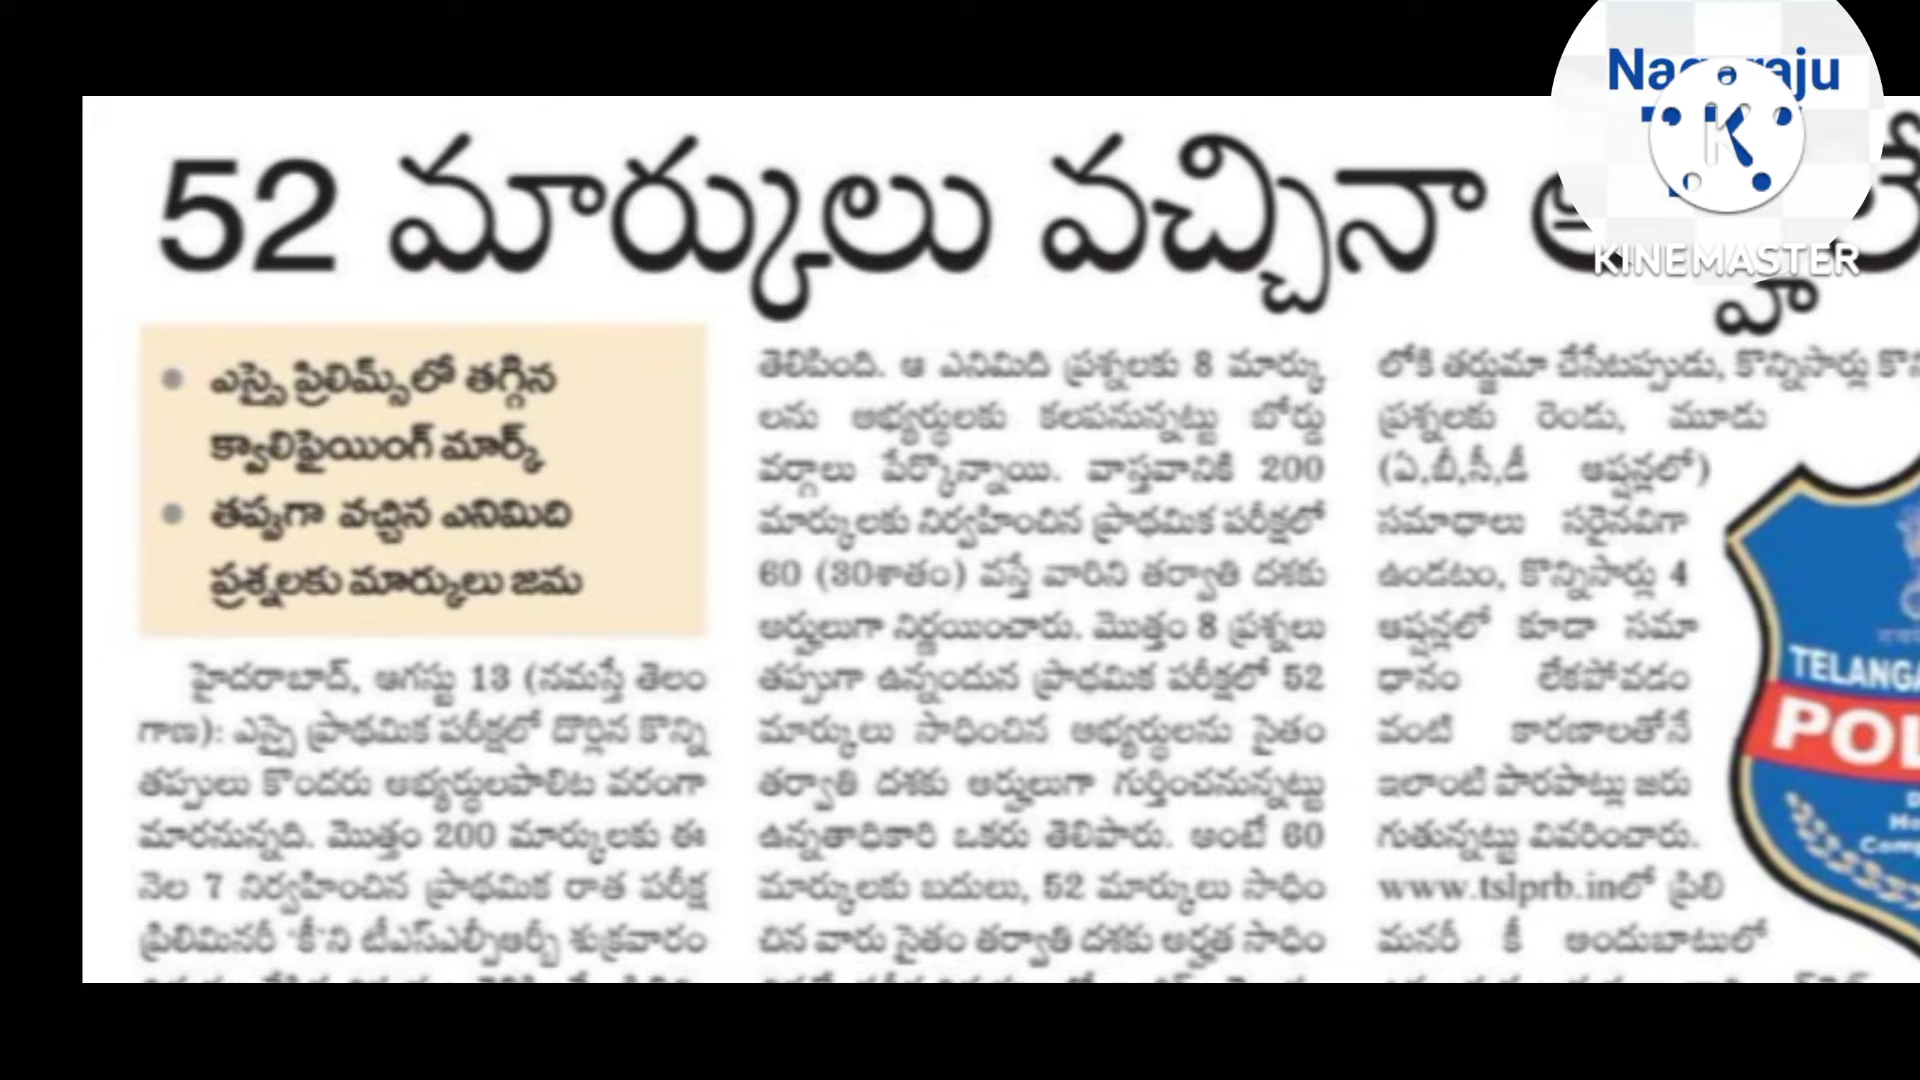 52 మార్కులు వచ్చినా
Nagaraju
KINEMASTER
• ఎస్సై ప్రిలిమ్స్‌లో తగ్గిన
క్వాలిఫైయింగ్ మార్క్
• తప్పుగా వచ్చిన ఎనిమిది
ప్రశ్నలకు మార్కులు జమ
హైదరాబాద్, ఆగస్టు 13 (నమస్తే తెలం
గాణ): ఎస్సై ప్రాథమిక పరీక్షలో దొర్లిన కొన్ని
తప్పులు కొందరు అభ్యర్థులపాలిట వరంగా
మారనున్నది. మొత్తం 200 మార్కులకు ఈ
నెల 7 నిర్వహించిన ప్రాథమిక రాత పరీక్ష
ప్రిలిమినరీ 'కీ'ని టీఎస్ఎల్పీఆర్బీ శుక్రవారం
తెలిపింది. ఆ ఎనిమిది ప్రశ్నలకు 8 మార్కు
లను అభ్యర్థులకు కలపనున్నట్టు బోర్డు
వర్గాలు పేర్కొన్నాయి. వాస్తవానికి 200
మార్కులకు నిర్వహించిన ప్రాథమిక పరీక్షలో
60 (30శాతం) వస్తే వారిని తర్వాతి దశకు
అర్హులుగా నిర్ణయించారు. మొత్తం 8 ప్రశ్నలు
తప్పుగా ఉన్నందున ప్రాథమిక పరీక్షలో 52
మార్కులు సాధించిన అభ్యర్థులను సైతం
తర్వాతి దశకు అర్హులుగా గుర్తించనున్నట్టు
ఉన్నతాధికారి ఒకరు తెలిపారు. అంటే 60
మార్కులకు బదులు, 52 మార్కులు సాధిం
చిన వారు సైతం తర్వాతి దశకు అర్హత సాధిం
లోకి తర్జుమా చేసేటప్పుడు, కొన్నిసార్లు
ప్రశ్నలకు రెండు, మూడు
(ఏ,బీ,సీ,డీ ఆప్షన్లలో)
సమాధాలు సరైనవిగా
ఉండటం, కొన్నిసార్లు 4
ఆప్షన్లలో కూడా సమా
ధానం లేకపోవడం
వంటి కారణాలతోనే
ఇలాంటి పొరపాట్లు జరు
గుతున్నట్టు వివరించారు.
www.tslprb.inలో ప్రిలి
మనరీ కీ అందుబాటులో
TELANGA
POL